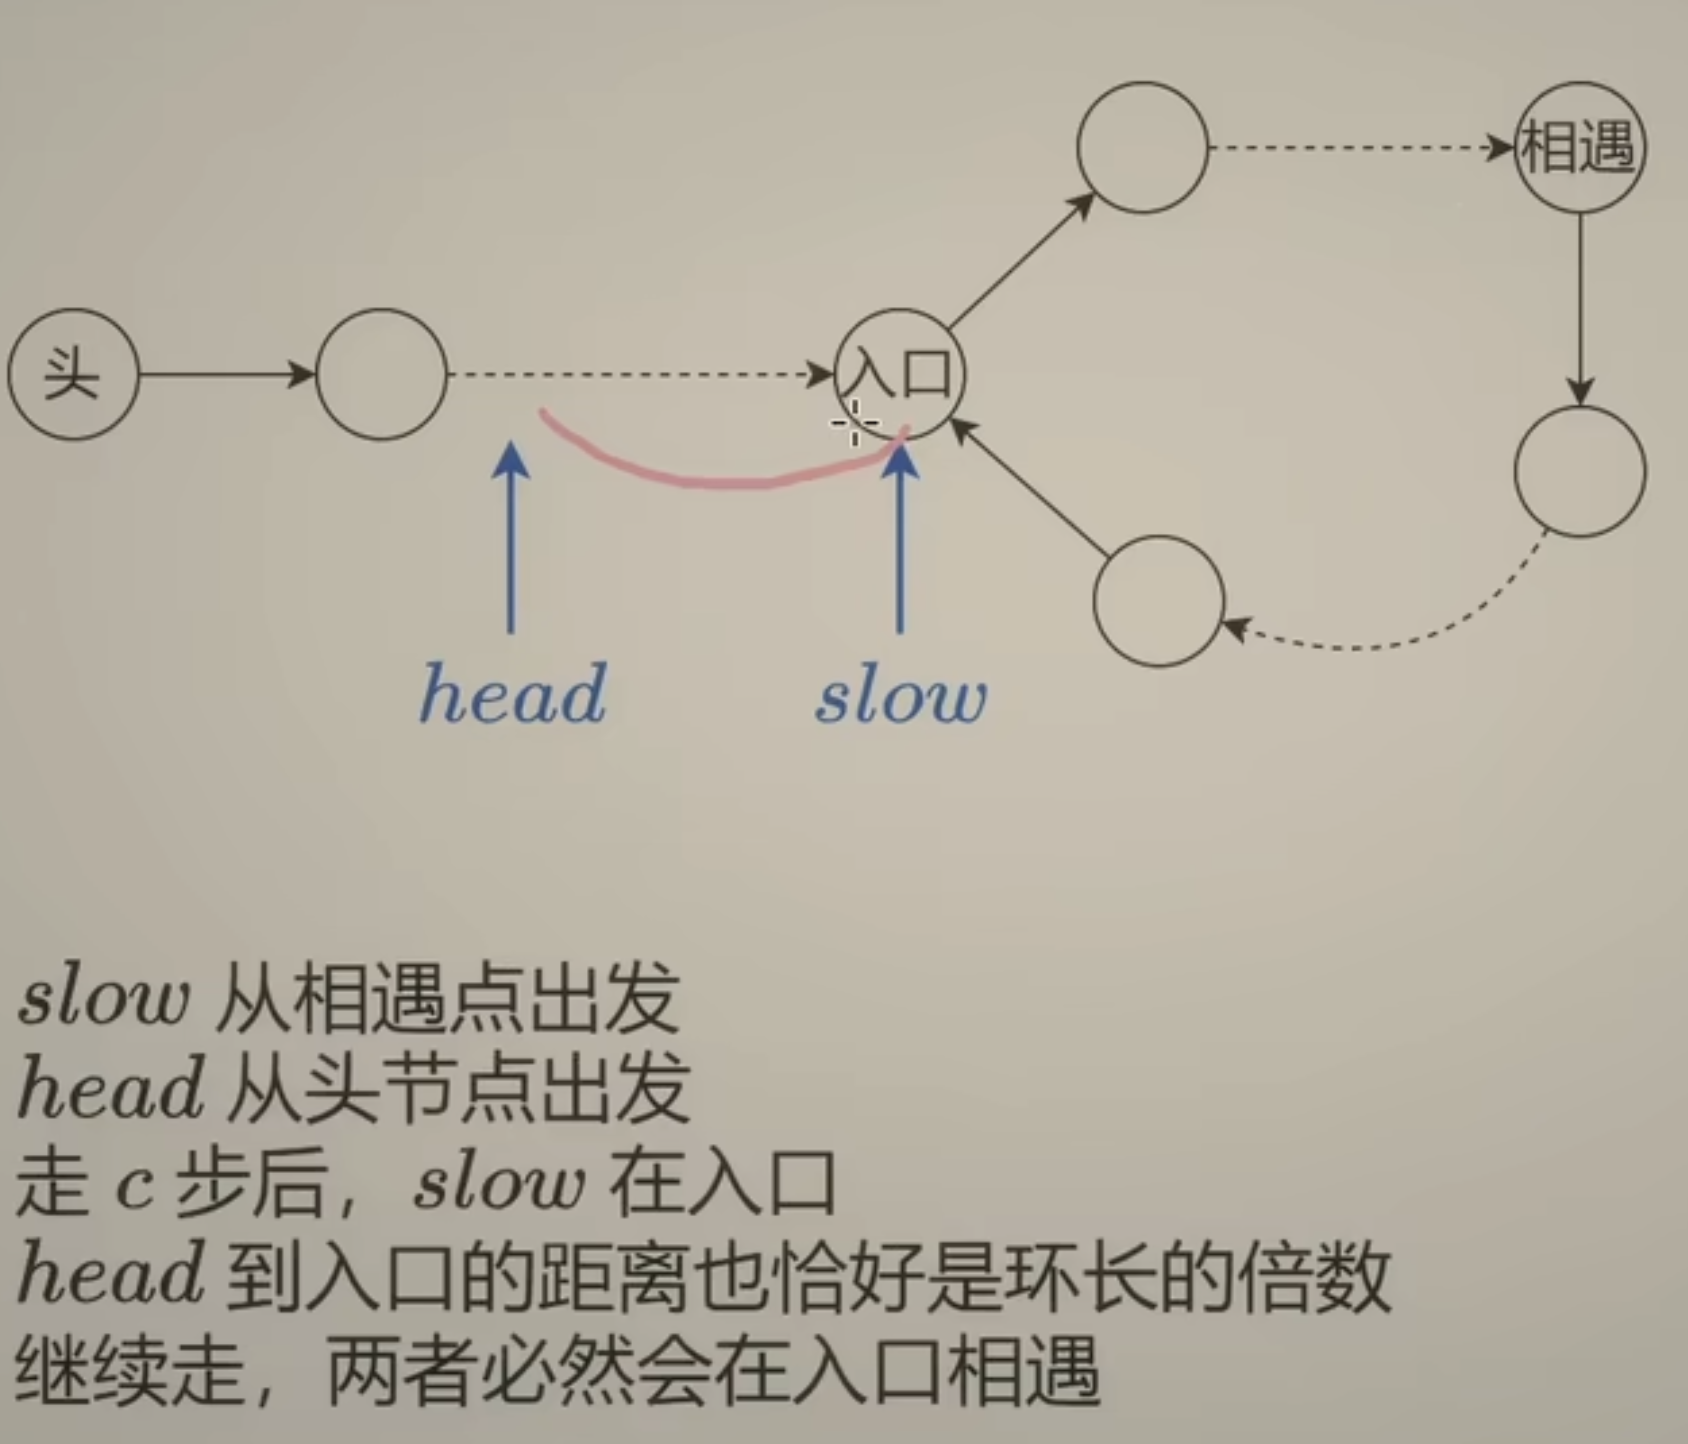 相遇
头
入口
head
slow
slow 从相遇点出发
head 从头节点出发
走 c 步后，slow 在入口
head 到入口的距离也恰好是环长的倍数
继续走，两者必然会在入口相遇